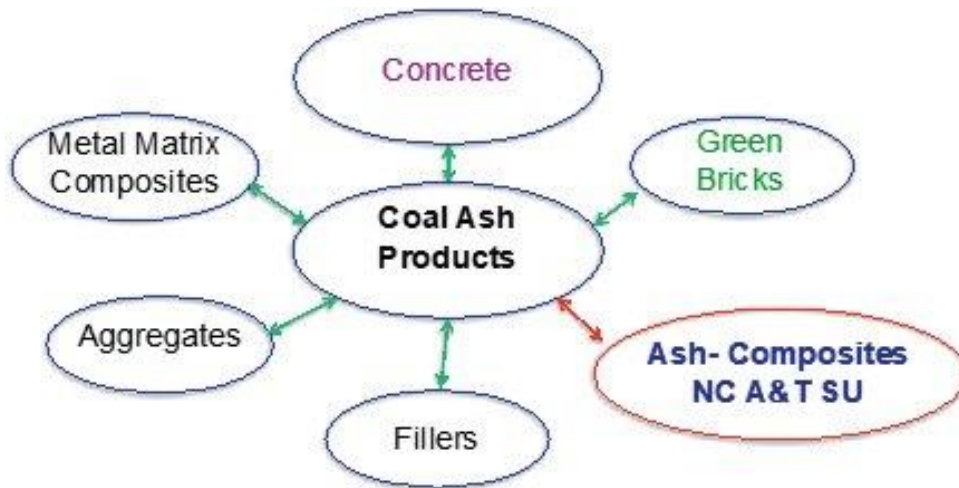 Concrete
Metal Matrix
Composites
Green
Bricks
Coal Ash
Products
Aggregates
Ash- Composites
NC A& T SU
Fillers